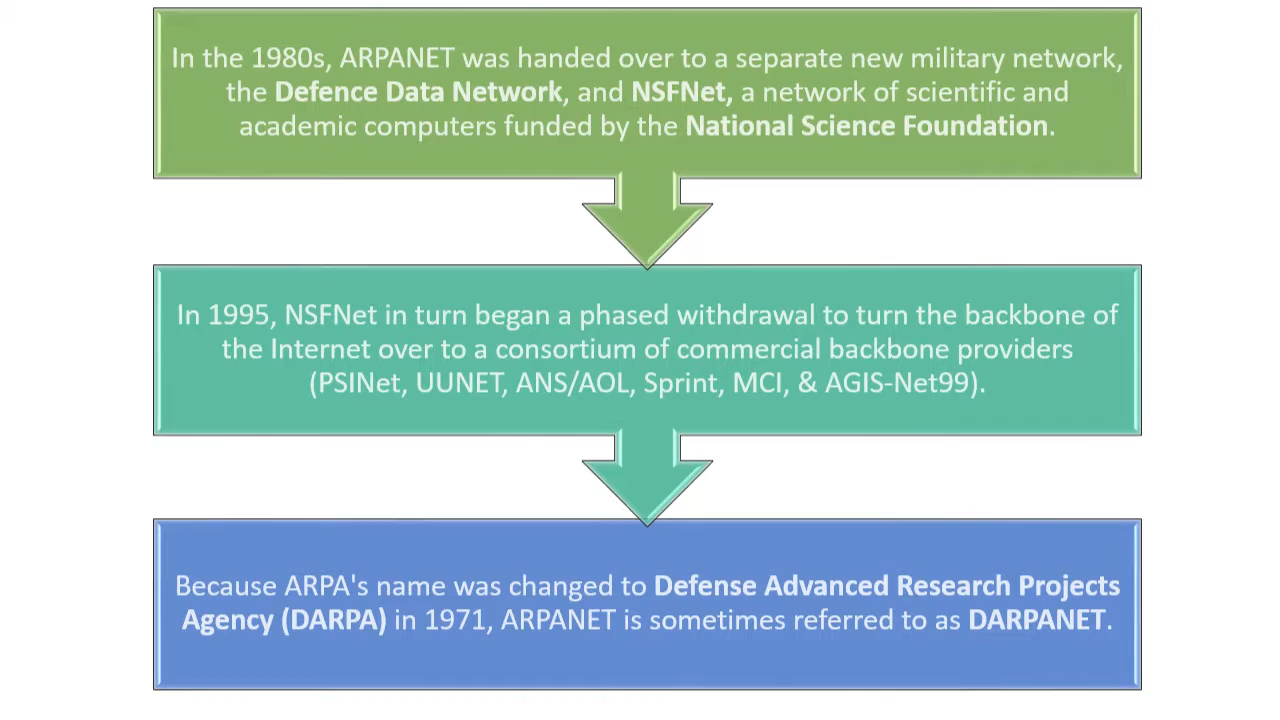 In the 1980s, ARPANET was handed over to a separate new military network,
the Defence Data Network, and NSFNet, a network of scientific and
academic computers funded by the National Science Foundation.
In 1995, NSFNet in turn began a phased withdrawal to turn the backbone of
the Internet over to a consortium of commercial backbone providers
(PSINet, UUNET, ANS/AOL, Sprint, MCI, & AGIS-Net99).
Because ARPA's name was changed to Defense Advanced Research Projects
Agency (DARPA) in 1971, ARPANET is sometimes referred to as DARPANET.